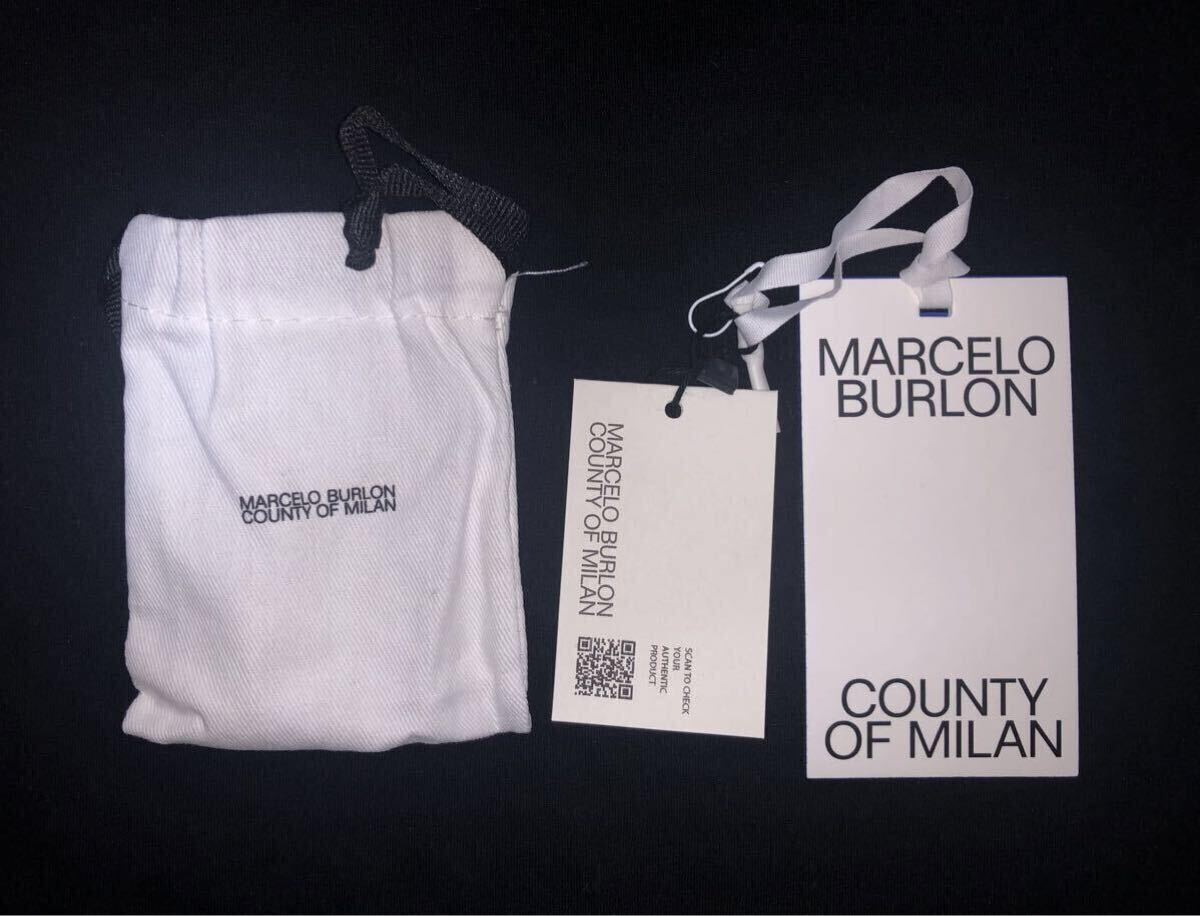 MARCELO BURLON
COUNTY OF MILAN
MARCELO BURLON
COUNTY OF MILAN
SCAN TO CHECK
YOUR
AUTHENTIC
PRODUCT
MARCELO
BURLON
COUNTY
OF MILAN